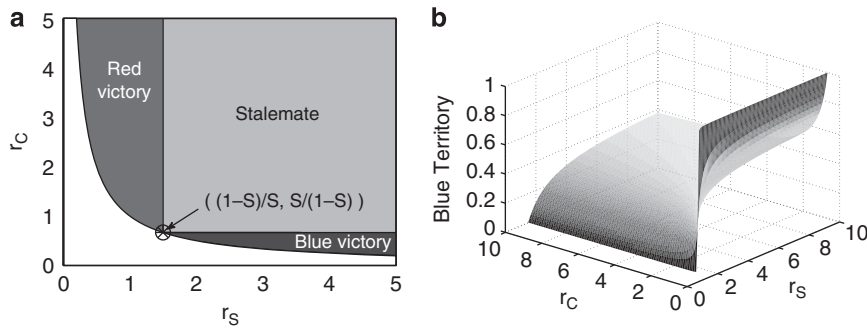 a
5
4
3
2
1
0
r_C
Red
victory
Stalemate
( (1–S)/S, S/(1–S) )
Blue victory
0 1 2 3 4 5
r_S
b
Blue Territory
1
0.8
0.6
0.4
0.2
0
10 8 6 4 2 0
r_C
0 2 4 6 8 10
r_S